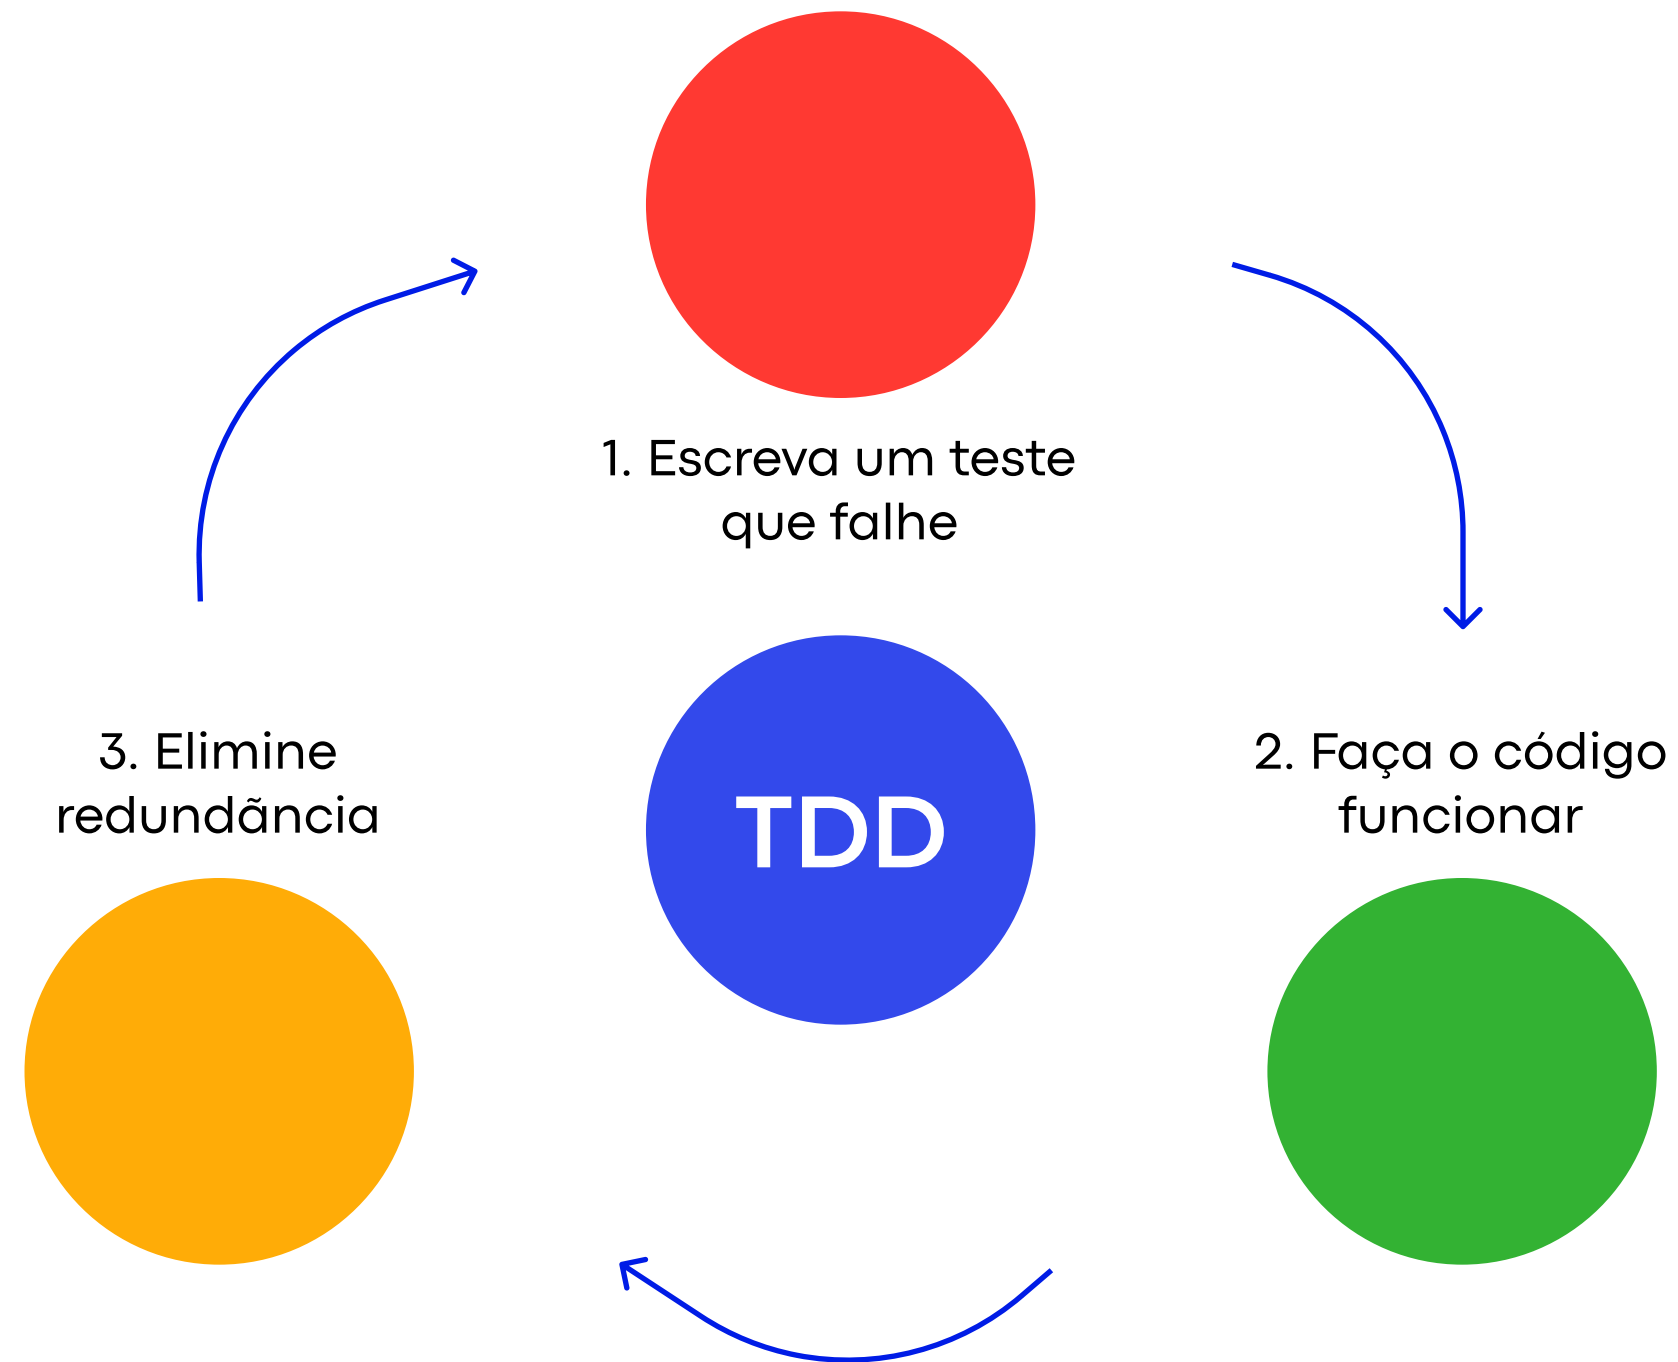 1. Escreva um teste
que falhe
3. Elimine
redundãncia
TDD
2. Faça o código
funcionar